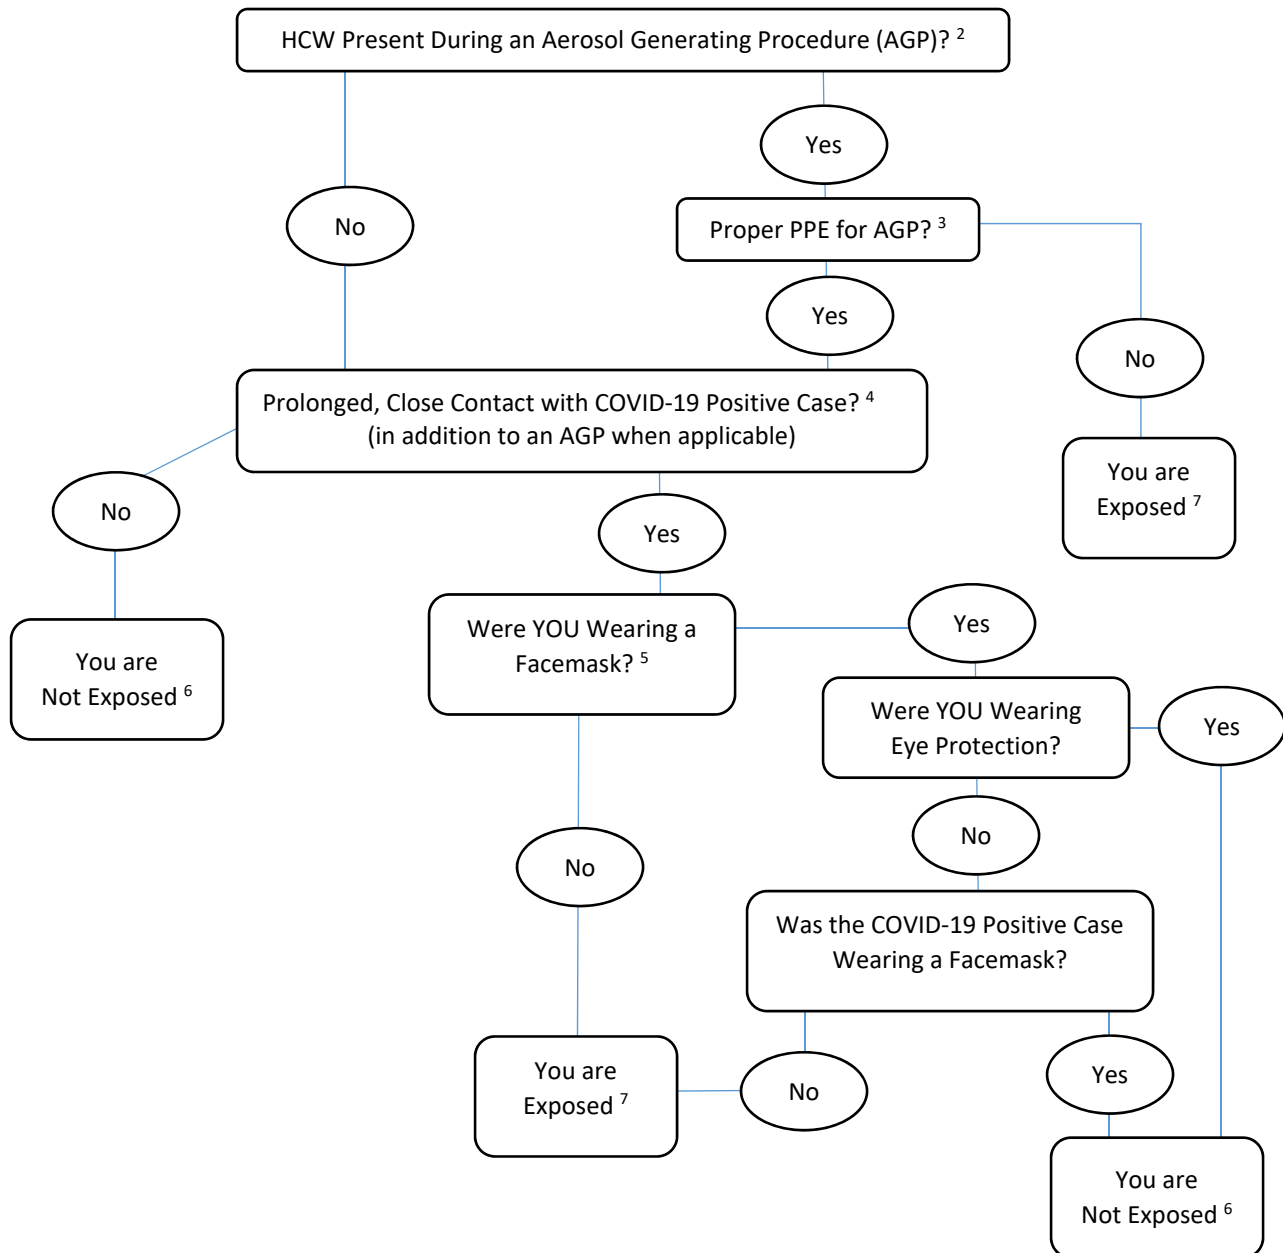 HCW Present During an Aerosol Generating Procedure (AGP)? 2
Yes
No
Proper PPE for AGP? 3
Yes
No
Prolonged, Close Contact with COVID-19 Positive Case? 4
(in addition to an AGP when applicable)
You are
Exposed 7
No
Yes
You are
Not Exposed 6
Were YOU Wearing a
Facemask? 5
Yes
Were YOU Wearing
Eye Protection?
Yes
No
No
Was the COVID-19 Positive Case
Wearing a Facemask?
You are
Exposed 7
No
Yes
You are
Not Exposed 6